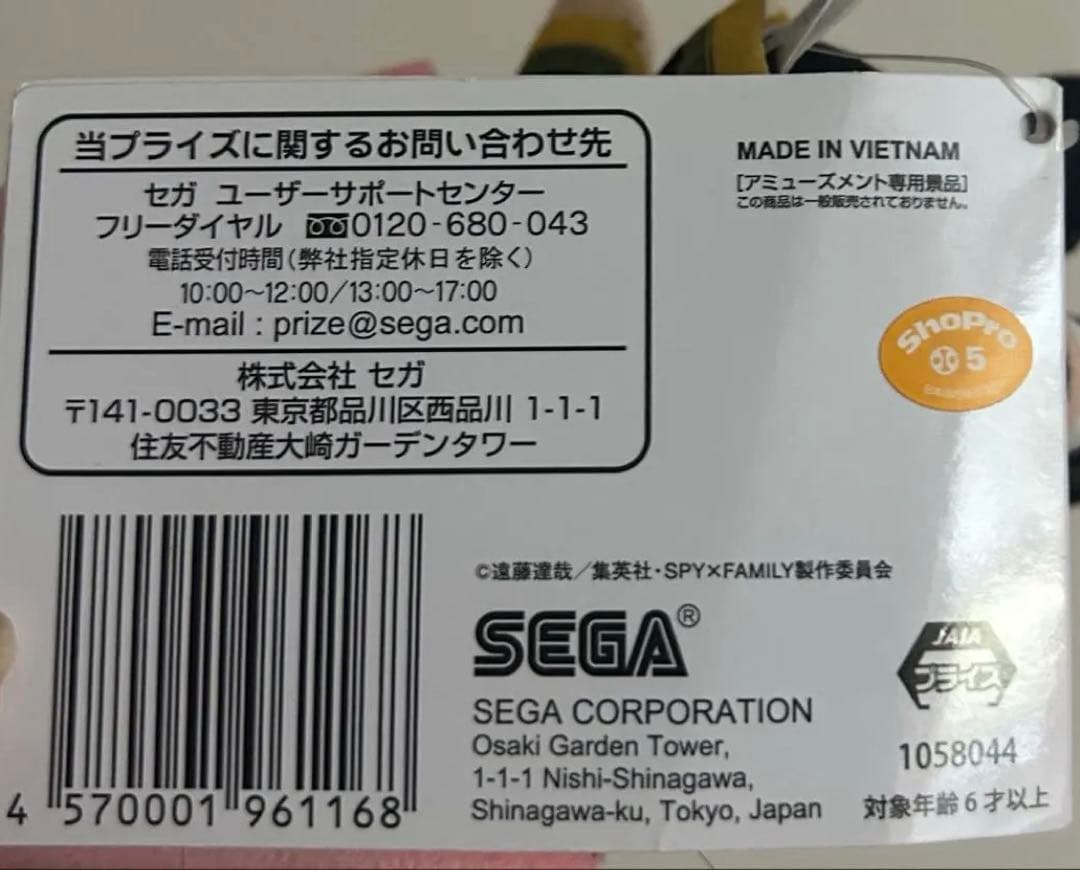 当プライズに関するお問い合わせ先
セガ ユーザーサポートセンター
フリーダイヤル 0120-680-043
電話受付時間(弊社指定休日を除く)
10:00～12:00/13:00～17:00
E-mail : prize@sega.com
株式会社 セガ
〒141-0033 東京都品川区西品川 1-1-1
住友不動産大崎ガーデンタワー
MADE IN VIETNAM
[アミューズメント専用景品]
この商品は一般販売されておりません。
ShoPro
小 5
4 570001 961168
©遠藤達哉／集英社・SPY×FAMILY製作委員会
SEGA®
SEGA CORPORATION
Osaki Garden Tower,
1-1-1 Nishi-Shinagawa,
Shinagawa-ku, Tokyo, Japan
JAIA
プライズ
1058044
対象年齢6才以上